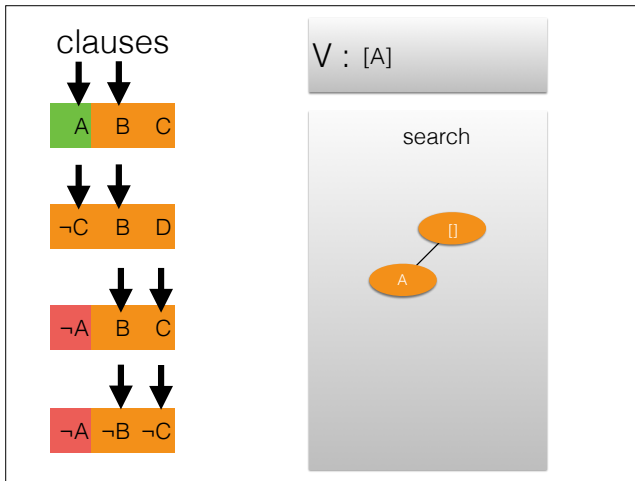 clauses
A B C
¬C B D
¬A B C
¬A ¬B ¬C
V : [A]
search
[]
A